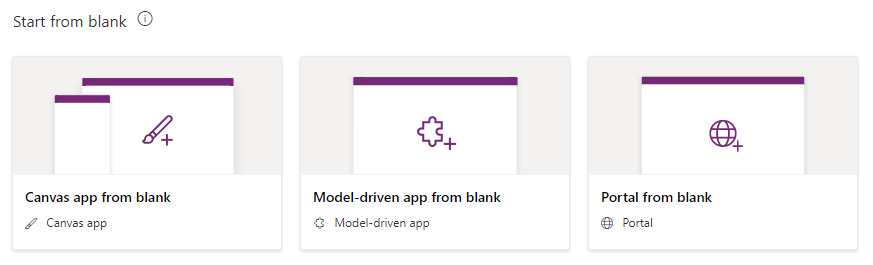 Start from blank
Canvas app from blank
Canvas app
Model-driven app from blank
Model-driven app
Portal from blank
Portal